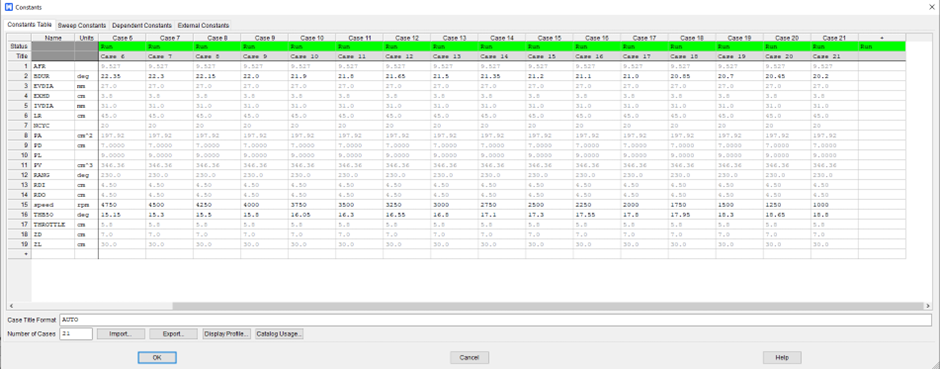 Constants
Constants Table Sweep Constants Dependent Constants External Constants
Name Units Case 6 Case 7 Case 8 Case 9 Case 10 Case 11 Case 12 Case 13 Case 14 Case 15 Case 16 Case 17 Case 18 Case 19 Case 20 Case 21 +
Status Run Run Run Run Run Run Run Run Run Run Run Run Run Run Run Run Run
Title Case 6 Case 7 Case 8 Case 9 Case 10 Case 11 Case 12 Case 13 Case 14 Case 15 Case 16 Case 17 Case 18 Case 19 Case 20 Case 21
1 AFR 9.527 9.527 9.527 9.527 9.527 9.527 9.527 9.527 9.527 9.527 9.527 9.527 9.527 9.527 9.527 9.527
2 BDUR deg 22.35 22.3 22.15 22.0 21.9 21.8 21.65 21.5 21.35 21.2 21.1 21.0 20.85 20.7 20.45 20.2
3 EVDIA mm 27.0 27.0 27.0 27.0 27.0 27.0 27.0 27.0 27.0 27.0 27.0 27.0 27.0 27.0 27.0 27.0
4 EXHD cm 3.8 3.8 3.8 3.8 3.8 3.8 3.8 3.8 3.8 3.8 3.8 3.8 3.8 3.8 3.8 3.8
5 IVDIA mm 31.0 31.0 31.0 31.0 31.0 31.0 31.0 31.0 31.0 31.0 31.0 31.0 31.0 31.0 31.0 31.0
6 LR cm 45.0 45.0 45.0 45.0 45.0 45.0 45.0 45.0 45.0 45.0 45.0 45.0 45.0 45.0 45.0 45.0
7 NCYC 20 20 20 20 20 20 20 20 20 20 20 20 20 20 20 20
8 PA cm^2 197.92 197.92 197.92 197.92 197.92 197.92 197.92 197.92 197.92 197.92 197.92 197.92 197.92 197.92 197.92 197.92
9 PD cm 7.0000 7.0000 7.0000 7.0000 7.0000 7.0000 7.0000 7.0000 7.0000 7.0000 7.0000 7.0000 7.0000 7.0000 7.0000 7.0000
10 PL 9.0000 9.0000 9.0000 9.0000 9.0000 9.0000 9.0000 9.0000 9.0000 9.0000 9.0000 9.0000 9.0000 9.0000 9.0000 9.0000
11 PV cm^3 346.36 346.36 346.36 346.36 346.36 346.36 346.36 346.36 346.36 346.36 346.36 346.36 346.36 346.36 346.36 346.36
12 RANG deg 230.0 230.0 230.0 230.0 230.0 230.0 230.0 230.0 230.0 230.0 230.0 230.0 230.0 230.0 230.0 230.0
13 RDI cm 4.50 4.50 4.50 4.50 4.50 4.50 4.50 4.50 4.50 4.50 4.50 4.50 4.50 4.50 4.50 4.50
14 RDO cm 4.50 4.50 4.50 4.50 4.50 4.50 4.50 4.50 4.50 4.50 4.50 4.50 4.50 4.50 4.50 4.50
15 speed rpm 4750 4500 4250 4000 3750 3500 3250 3000 2750 2500 2250 2000 1750 1500 1250 1000
16 THB50 deg 15.15 15.3 15.5 15.8 16.05 16.3 16.55 16.8 17.1 17.3 17.55 17.8 17.95 18.3 18.65 18.8
17 THROTTLE cm 5.8 5.8 5.8 5.8 5.8 5.8 5.8 5.8 5.8 5.8 5.8 5.8 5.8 5.8 5.8 5.8
18 ZD cm 7.0 7.0 7.0 7.0 7.0 7.0 7.0 7.0 7.0 7.0 7.0 7.0 7.0 7.0 7.0 7.0
19 ZL cm 30.0 30.0 30.0 30.0 30.0 30.0 30.0 30.0 30.0 30.0 30.0 30.0 30.0 30.0 30.0 30.0
+
Case Title Format AUTO
Number of Cases 21 Import... Export... Display Profile... Catalog Usage...
OK Cancel Help